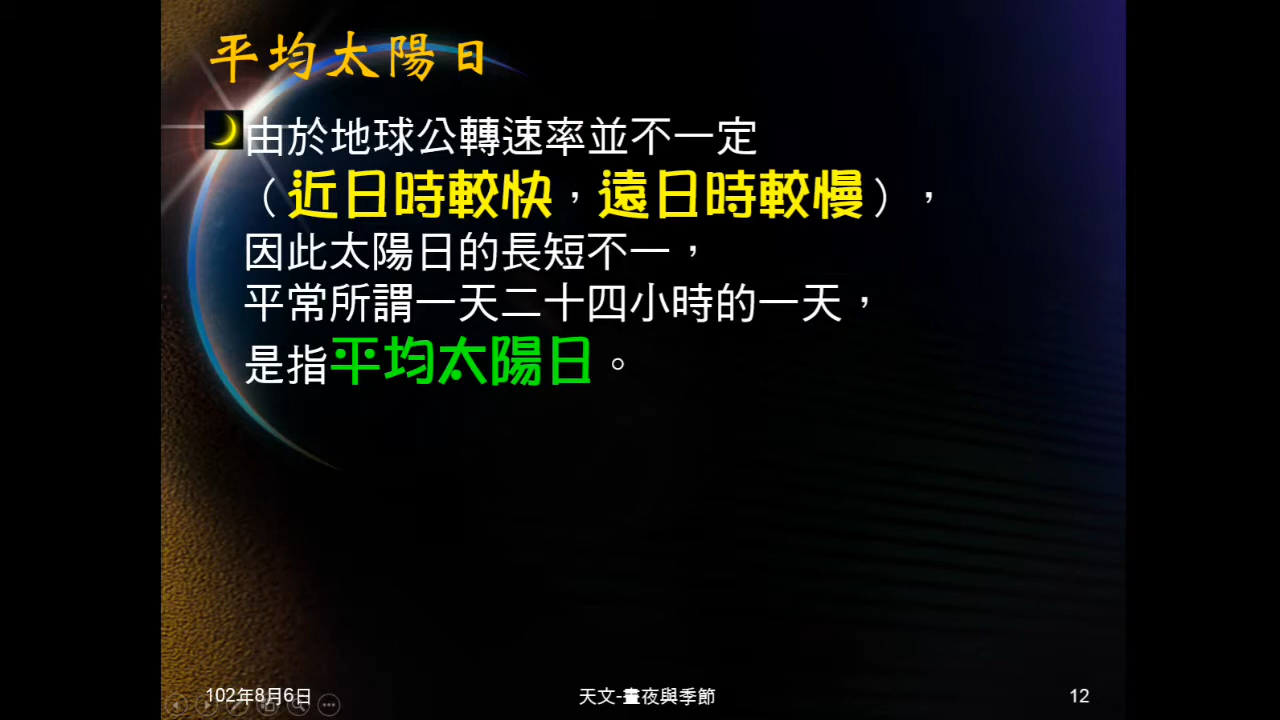 平均太陽日
由於地球公轉速率並不一定
（近日時較快，遠日時較慢），
因此太陽日的長短不一，
平常所謂一天二十四小時的一天，
是指平均太陽日。
102年8月6日
天文-晝夜與季節
12